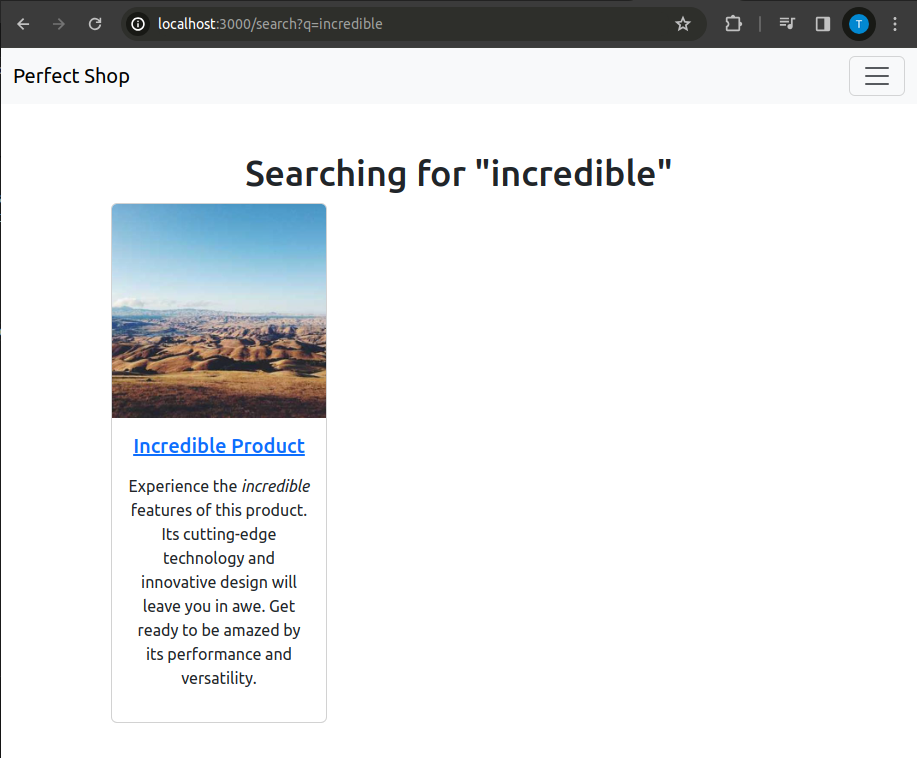 localhost:3000/search?q=incredible
T
Perfect Shop
Searching for "incredible"
Incredible Product
Experience the incredible
features of this product.
Its cutting-edge
technology and
innovative design will
leave you in awe. Get
ready to be amazed by
its performance and
versatility.